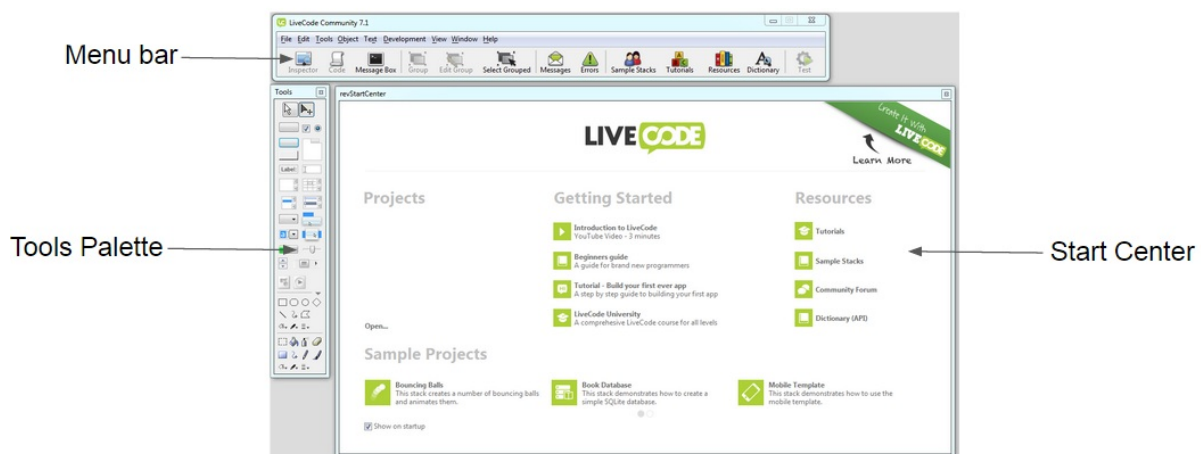 LiveCode Community 7.1
File Edit Tools Object Text Development View Window Help
Menu bar
Inspector Code Message Box Group Edit Group Select Grouped Messages Errors Sample Stacks Tutorials Resources Dictionary Test
Tools
revStartCenter
Create it With
LIVECODE
LIVE CODE
Learn More
Label:
Projects
Getting Started
Resources
Introduction to LiveCode
YouTube Video - 3 minutes
Tutorials
Tools Palette
Start Center
Beginners guide
A guide for brand new programmers
Sample Stacks
Tutorial - Build your first ever app
A step by step guide to building your first app
Community Forum
LiveCode University
A comprehesive LiveCode course for all levels
Dictionary (API)
Open...
Sample Projects
Bouncing Balls
This stack creates a number of bouncing balls
and animates them.
Book Database
This stack demonstrates how to create a
simple SQLite database.
Mobile Template
This stack demonstrates how to use the
mobile template.
Show on startup